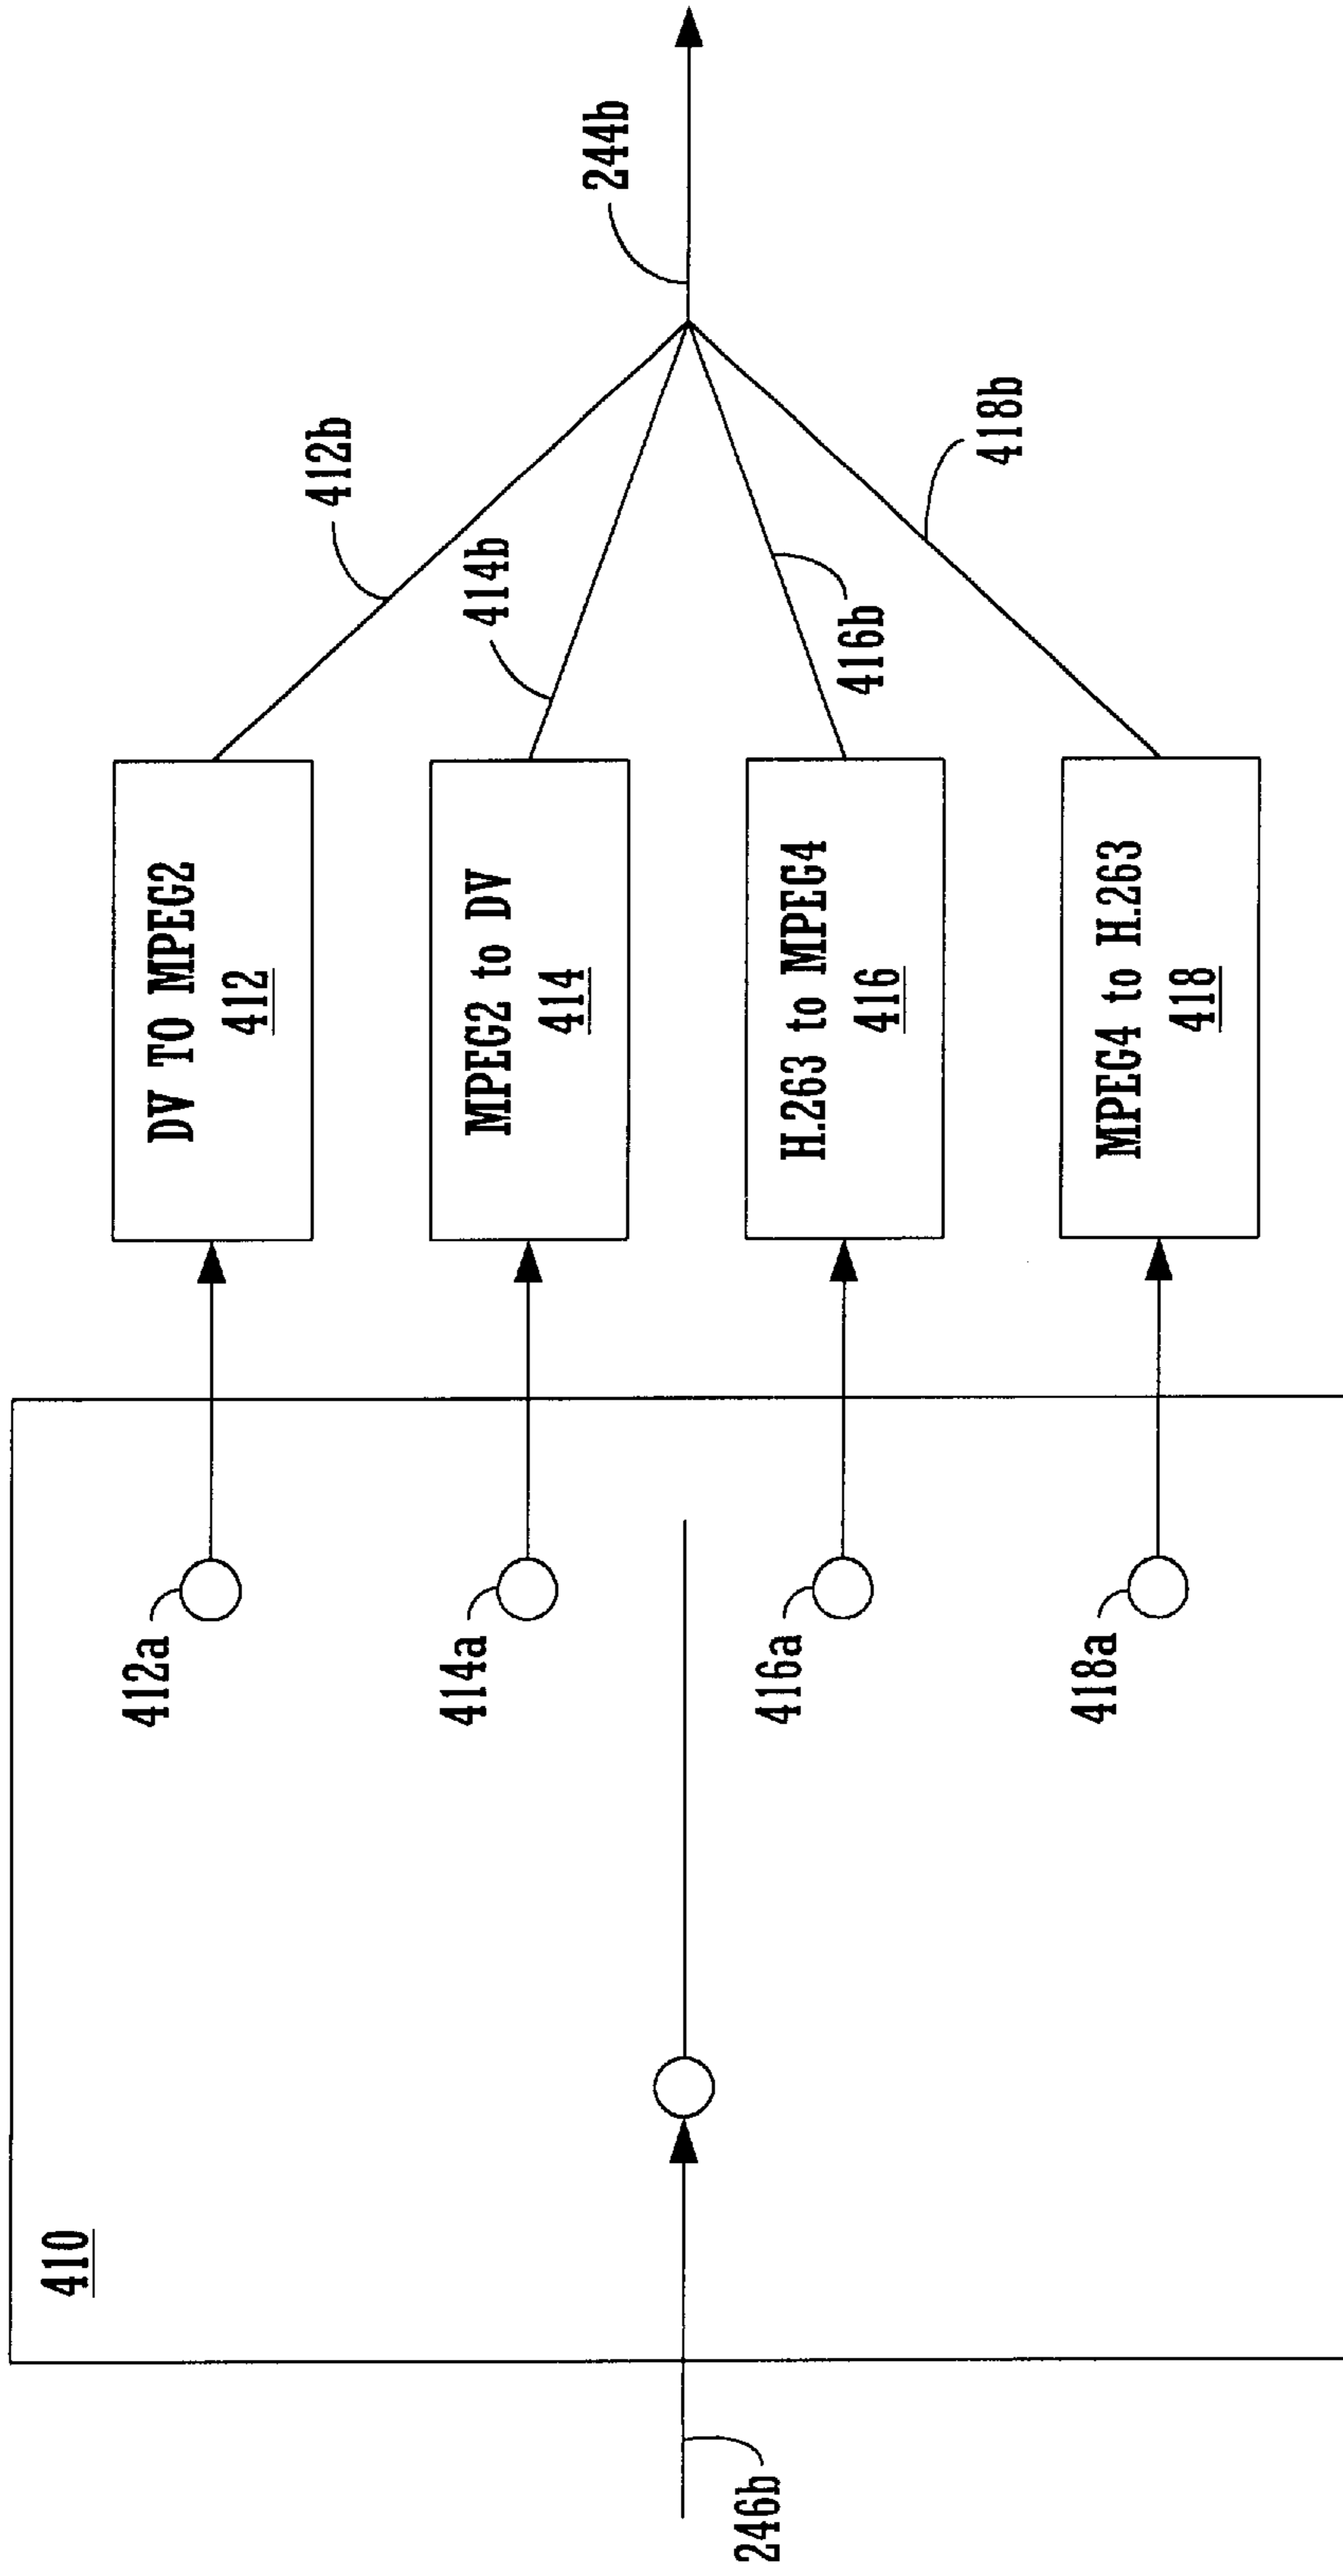 410
246b
412a
414a
416a
418a
DV TO MPEG2
412
MPEG2 to DV
414
H.263 to MPEG4
416
MPEG4 to H.263
418
412b
414b
416b
418b
244b